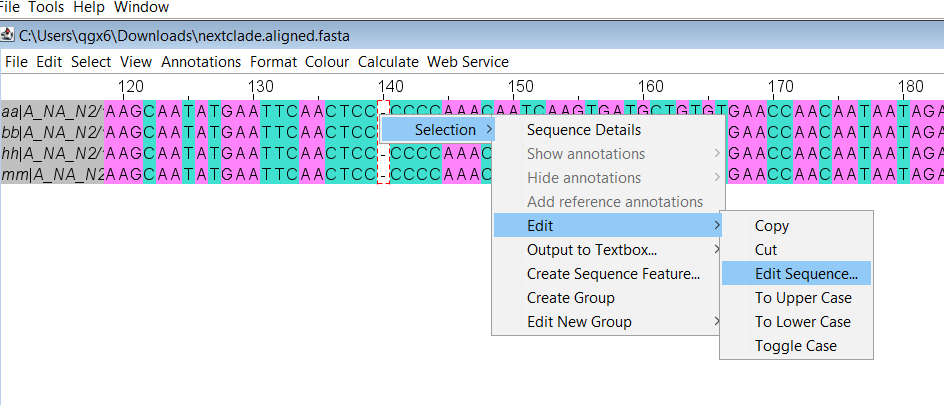 File Tools Help Window
C:\Users\qgx6\Downloads\nextclade.aligned.fasta
File Edit Select View Annotations Format Colour Calculate Web Service
120 130 140 150 160 170 180
aa|A_NA_N2/ AAGCAATATGAATTCAACTCC-CCCCAAACAATCAAGTGATGCTGTGTGAACCAACAATAATAGA
bb|A_NA_N2/ AAGCAATATGAATTCAACTCC GAACCAACAATAATAGA
hh|A_NA_N2/ AAGCAATATGAATTCAACTCC-CCCCAAAC GAACCAACAATAATAGA
mm|A_NA_N2 AAGCAATATGAATTCAACTCC-CCCCAAAC GAACCAACAATAATAGA
Selection
Sequence Details
Show annotations
Hide annotations
Add reference annotations
Edit
Output to Textbox...
Create Sequence Feature...
Create Group
Edit New Group
Copy
Cut
Edit Sequence...
To Upper Case
To Lower Case
Toggle Case